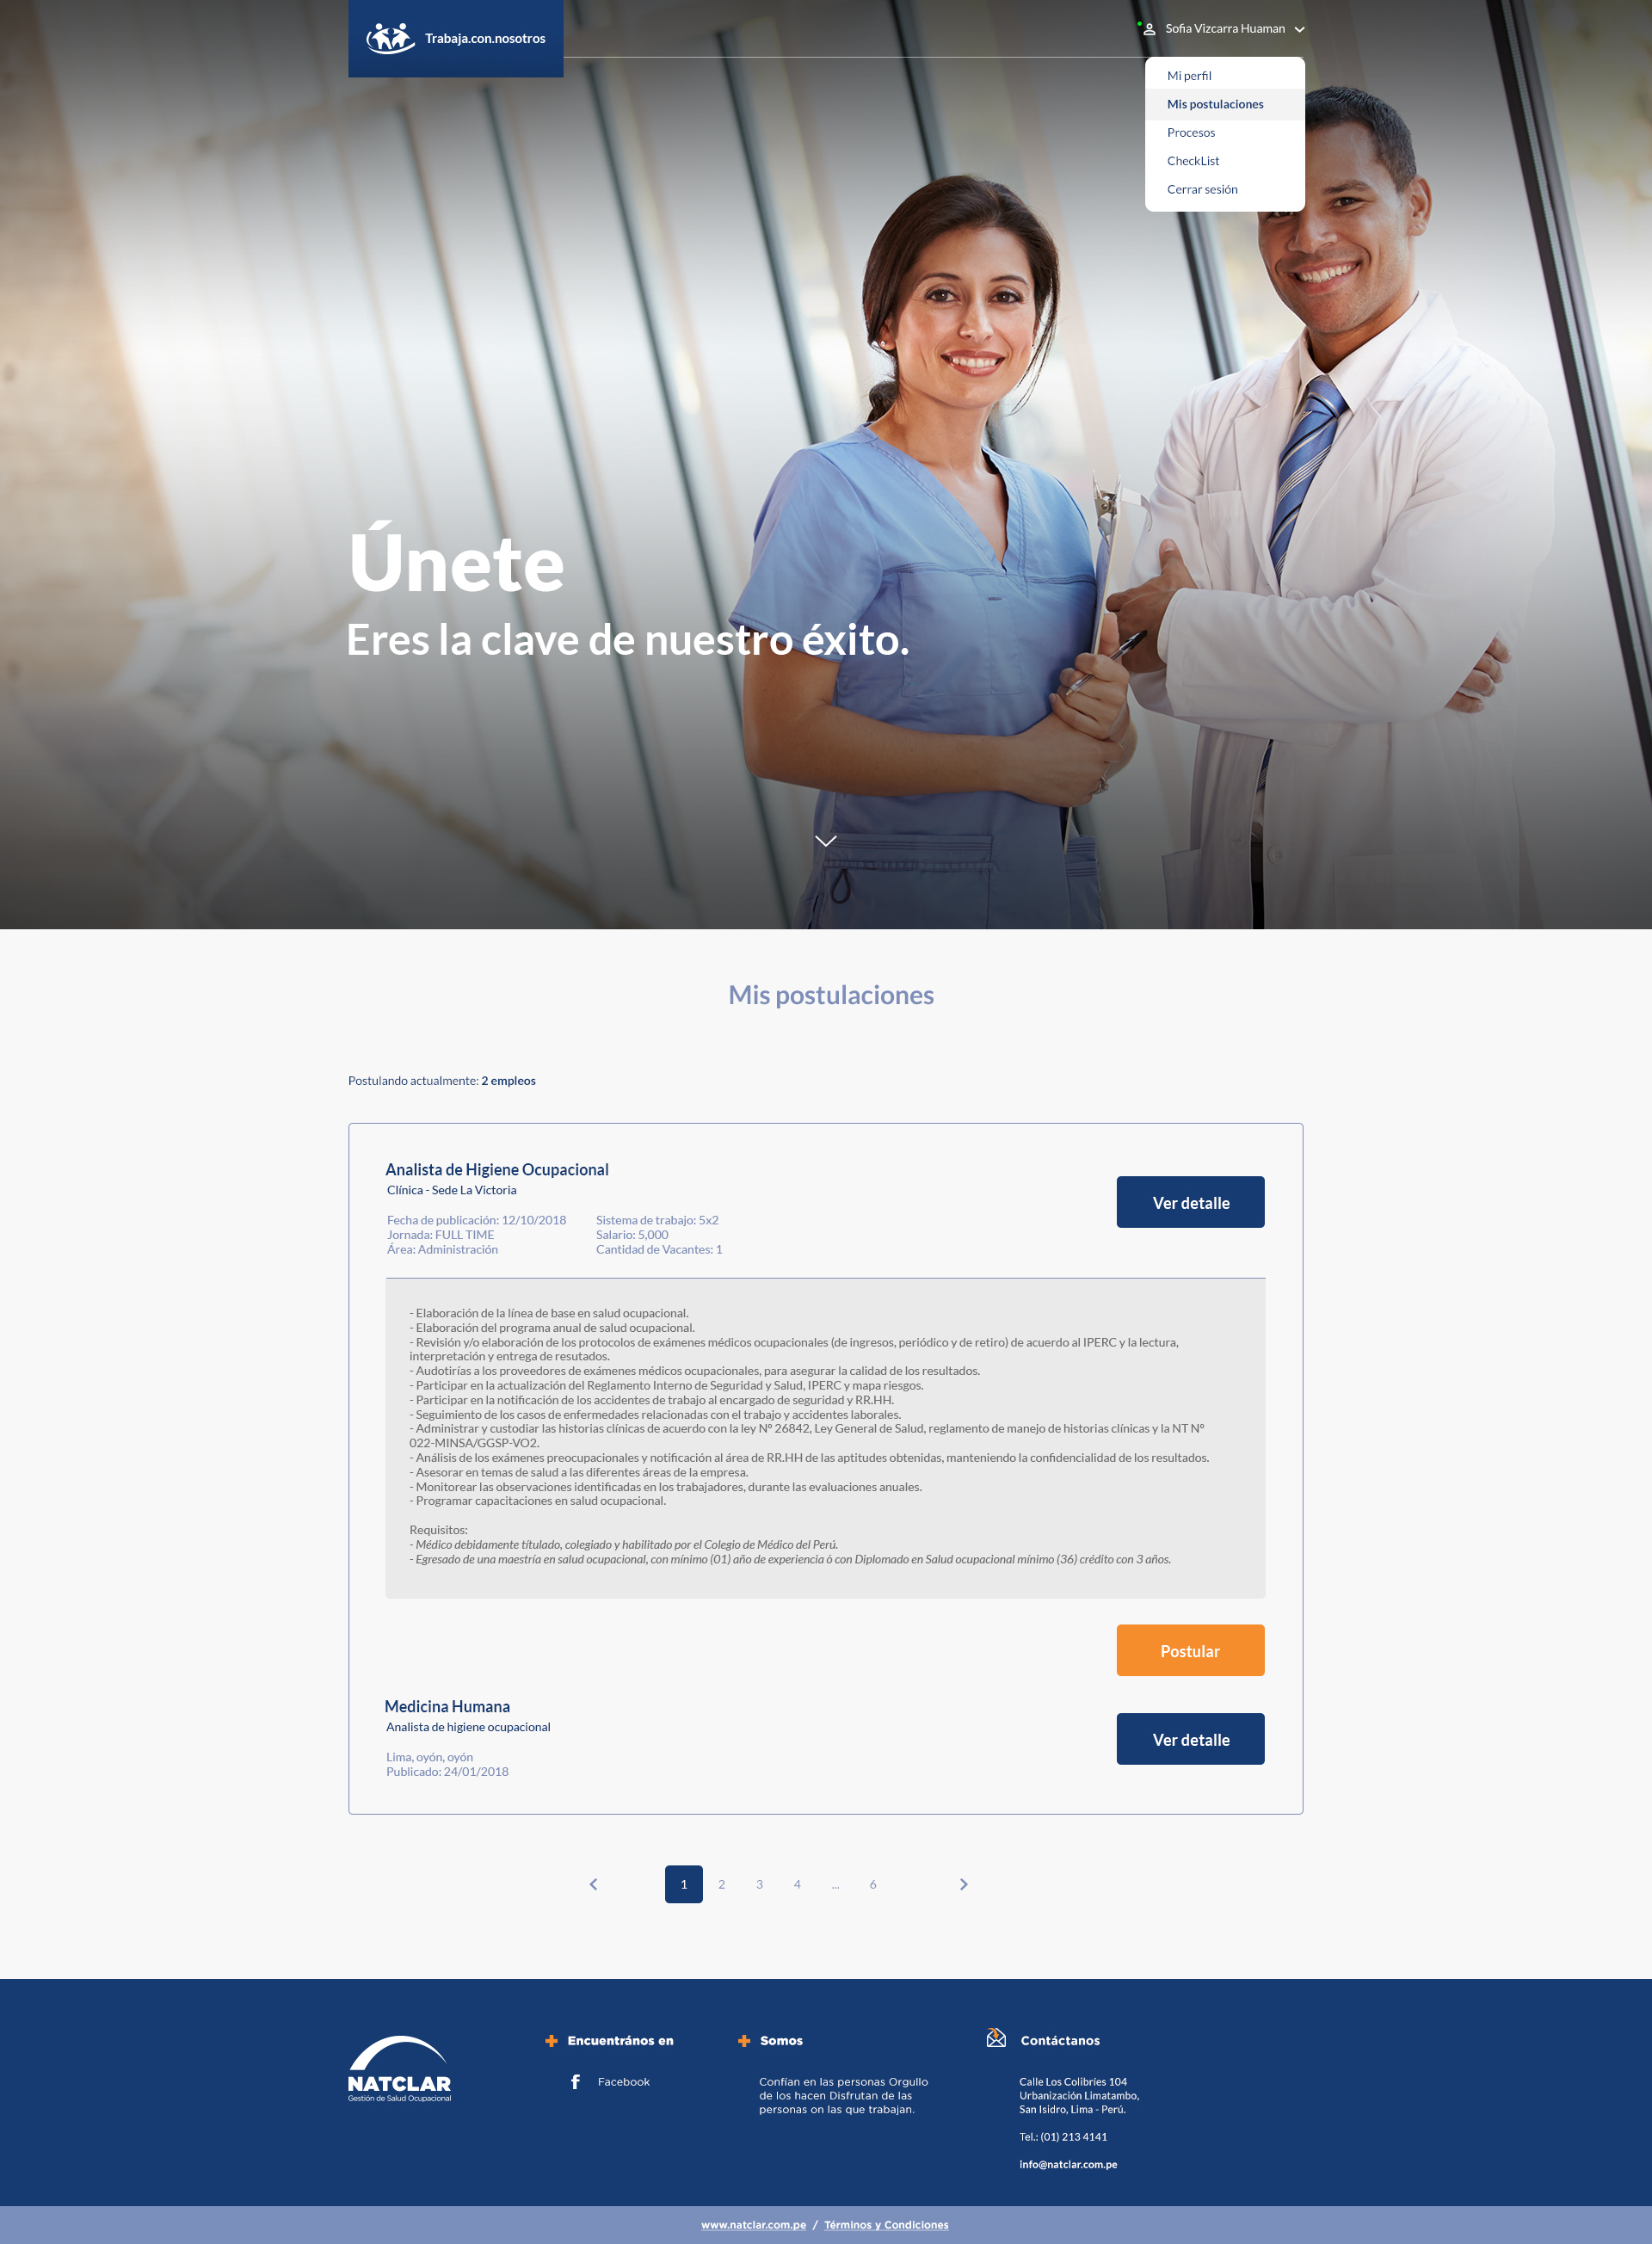 Trabaja.con.nosotros
Sofia Vizcarra Huaman
Mi perfil
Mis postulaciones
Procesos
CheckList
Cerrar sesión
Únete
Eres la clave de nuestro éxito.
Mis postulaciones
Postulando actualmente: 2 empleos
Analista de Higiene Ocupacional
Clínica - Sede La Victoria
Ver detalle
Fecha de publicación: 12/10/2018
Jornada: FULL TIME
Área: Administración
Sistema de trabajo: 5x2
Salario: 5,000
Cantidad de Vacantes: 1
- Elaboración de la línea de base en salud ocupacional.
- Elaboración del programa anual de salud ocupacional.
- Revisión y/o elaboración de los protocolos de exámenes médicos ocupacionales (de ingresos, periódico y de retiro) de acuerdo al IPERC y la lectura,
interpretación y entrega de resutados.
- Audotirías a los proveedores de exámenes médicos ocupacionales, para asegurar la calidad de los resultados.
- Participar en la actualización del Reglamento Interno de Seguridad y Salud, IPERC y mapa riesgos.
- Participar en la notificación de los accidentes de trabajo al encargado de seguridad y RR.HH.
- Seguimiento de los casos de enfermedades relacionadas con el trabajo y accidentes laborales.
- Administrar y custodiar las historias clínicas de acuerdo con la ley Nº 26842, Ley General de Salud, reglamento de manejo de historias clínicas y la NT Nº
022-MINSA/GGSP-VO2.
- Análisis de los exámenes preocupacionales y notificación al área de RR.HH de las aptitudes obtenidas, manteniendo la confidencialidad de los resultados.
- Asesorar en temas de salud a las diferentes áreas de la empresa.
- Monitorear las observaciones identificadas en los trabajadores, durante las evaluaciones anuales.
- Programar capacitaciones en salud ocupacional.
Requisitos:
- Médico debidamente títulado, colegiado y habilitado por el Colegio de Médico del Perú.
- Egresado de una maestría en salud ocupacional, con mínimo (01) año de experiencia ó con Diplomado en Salud ocupacional mínimo (36) crédito con 3 años.
Postular
Medicina Humana
Analista de higiene ocupacional
Ver detalle
Lima, oyón, oyón
Publicado: 24/01/2018
1 2 3 4 ... 6
NATCLAR
Gestión de Salud Ocupacional
Encuentrános en
Facebook
Somos
Confían en las personas Orgullo
de los hacen Disfrutan de las
personas on las que trabajan.
Contáctanos
Calle Los Colibríes 104
Urbanización Limatambo,
San Isidro, Lima - Perú.
Tel.: (01) 213 4141
info@natclar.com.pe
www.natclar.com.pe / Términos y Condiciones